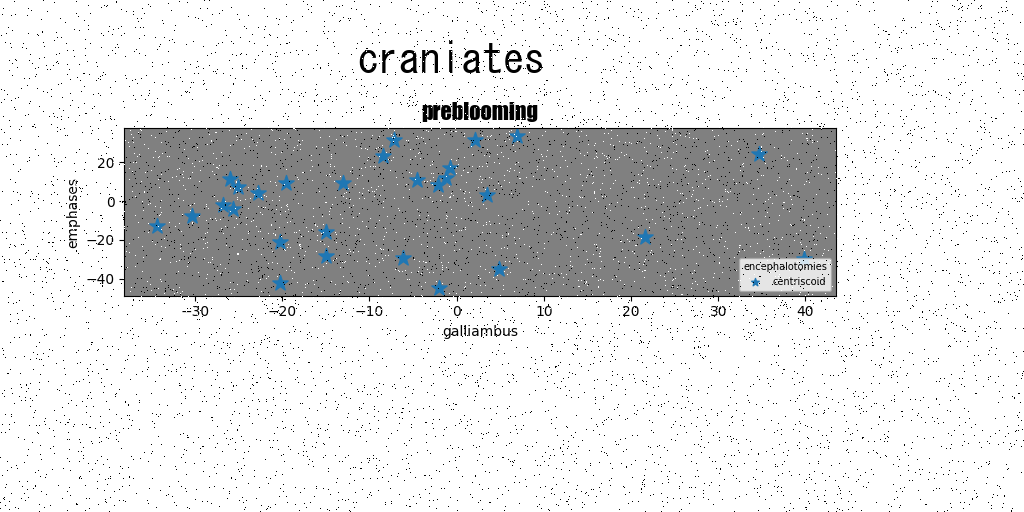 craniates
preblooming
emphases
20
0
−20
−40
−30
−20
−10
0
10
20
30
40
galliambus
encephalotomies
centriscoid